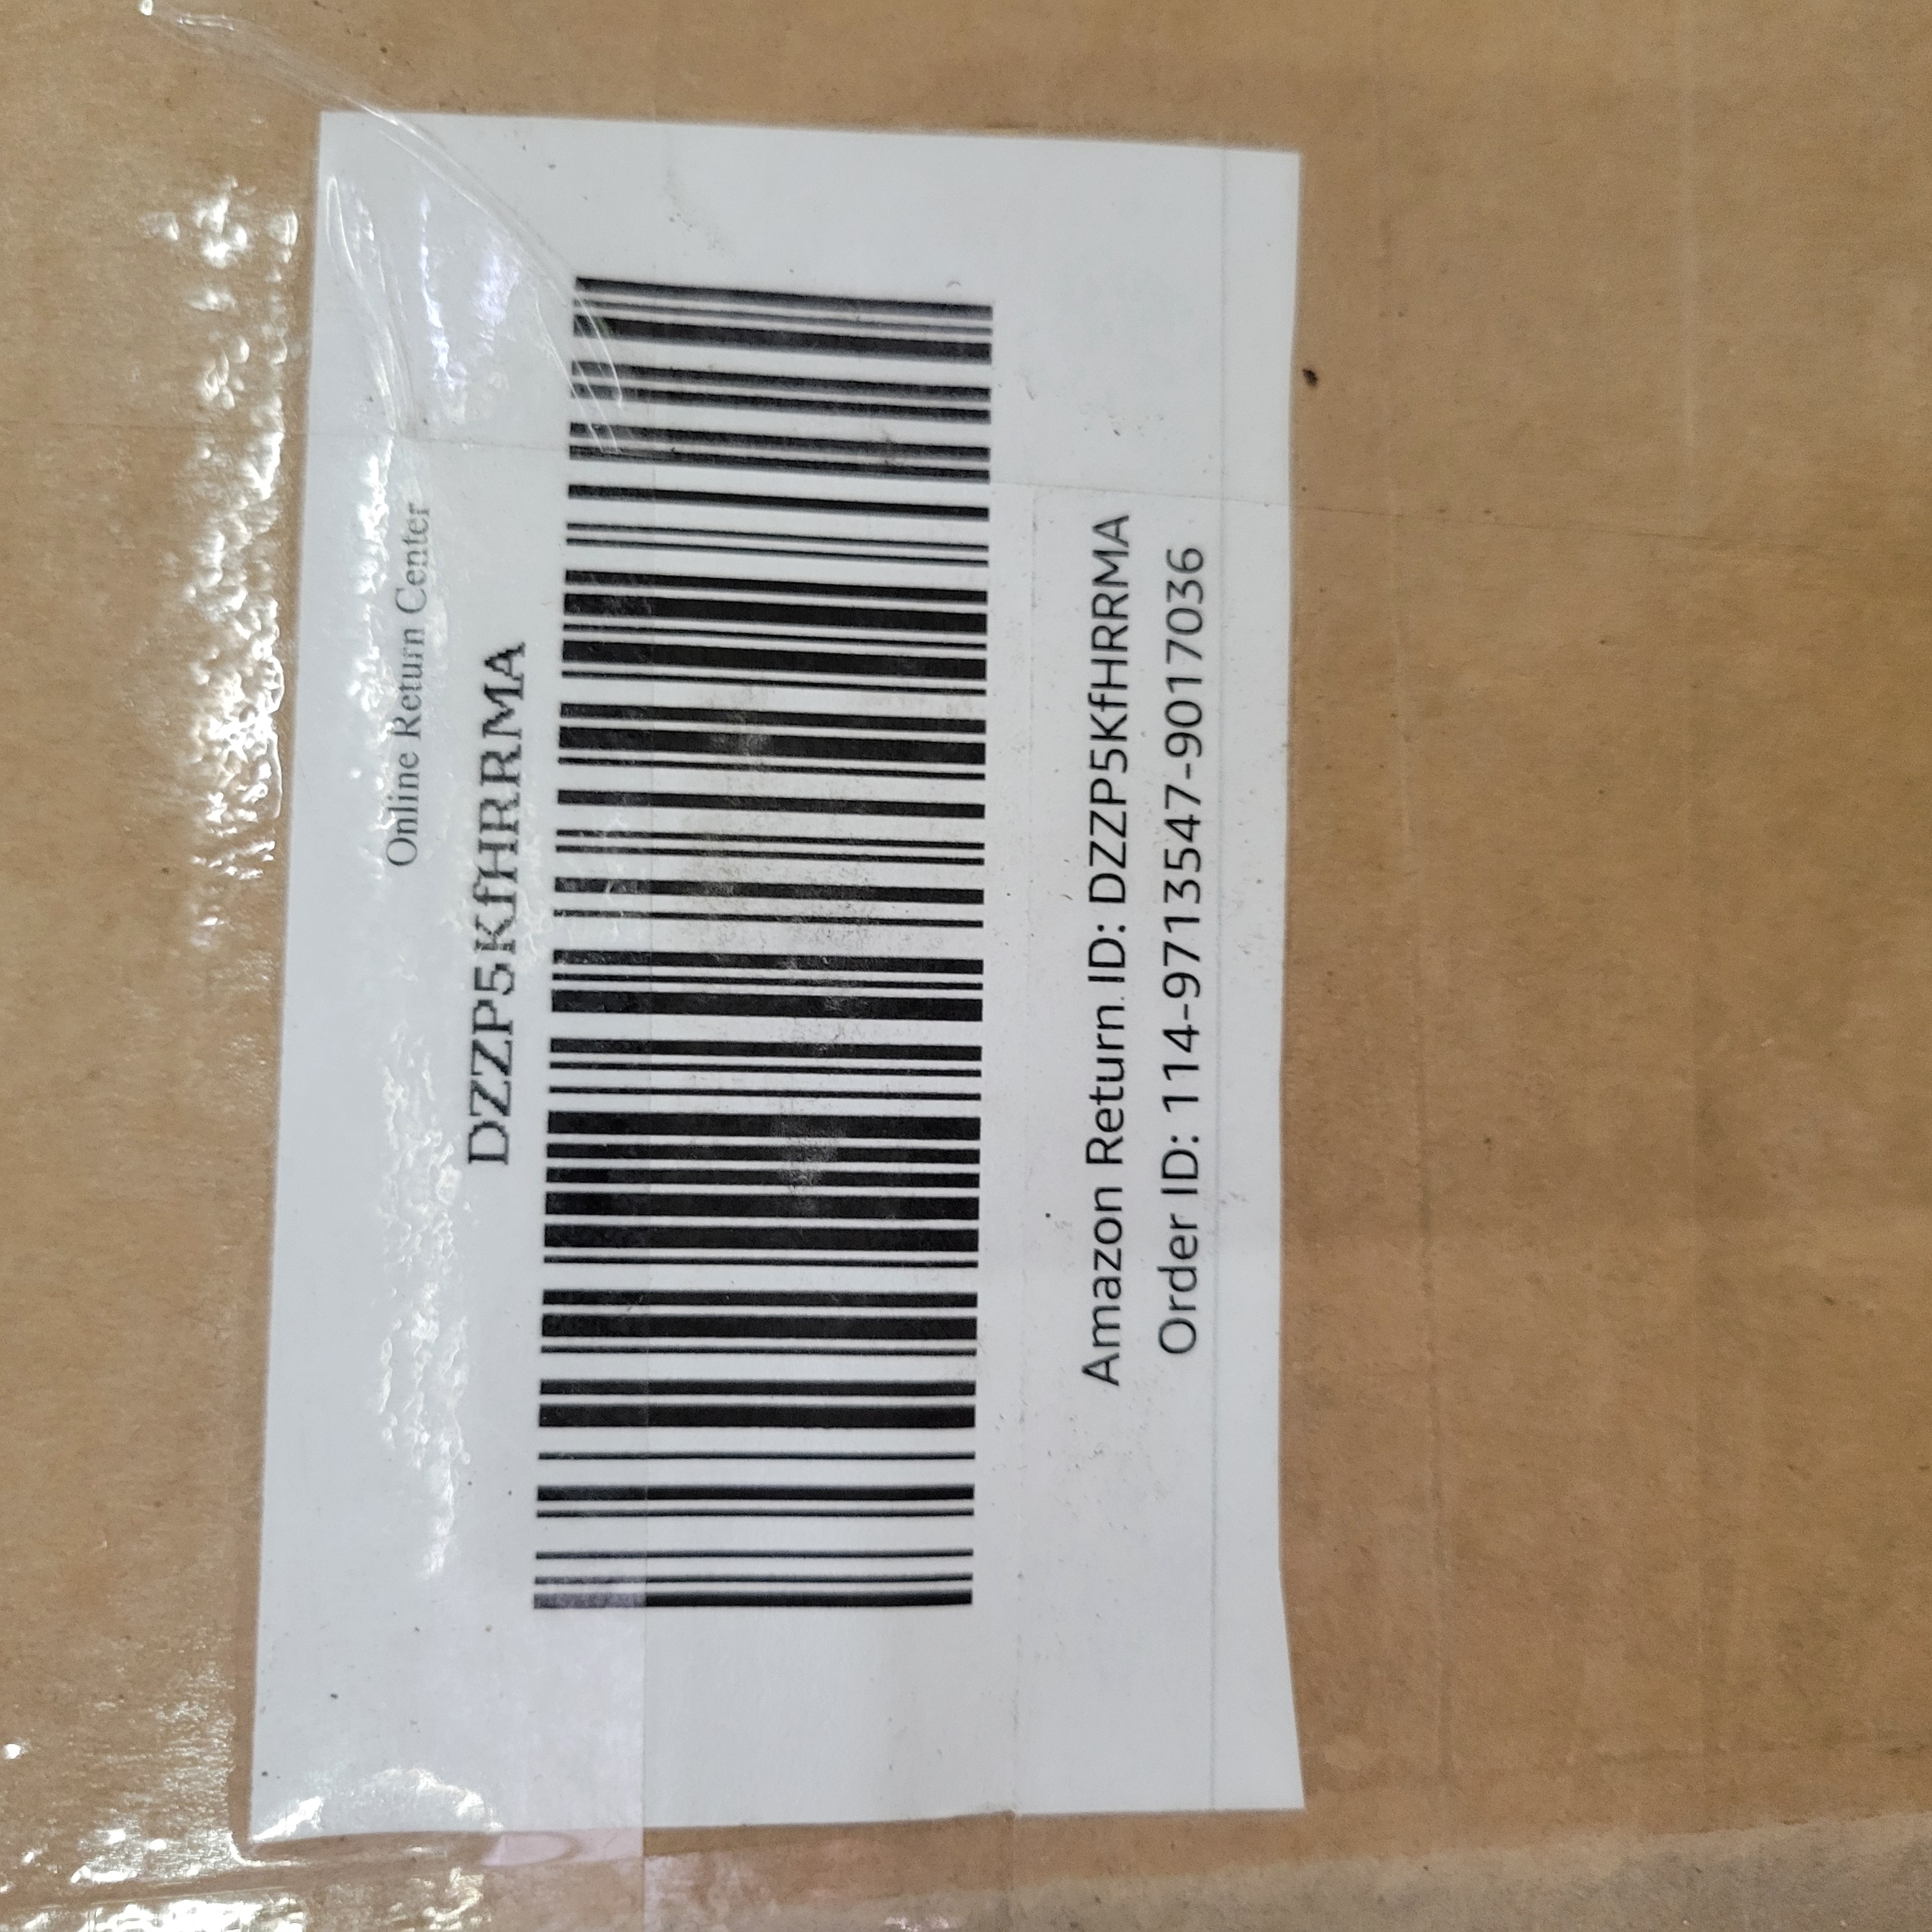 Online Return Center
DZZP5KfHRRMA
Amazon Return ID: DZZP5KfHRRMA
Order ID: 114-9713547-9017036